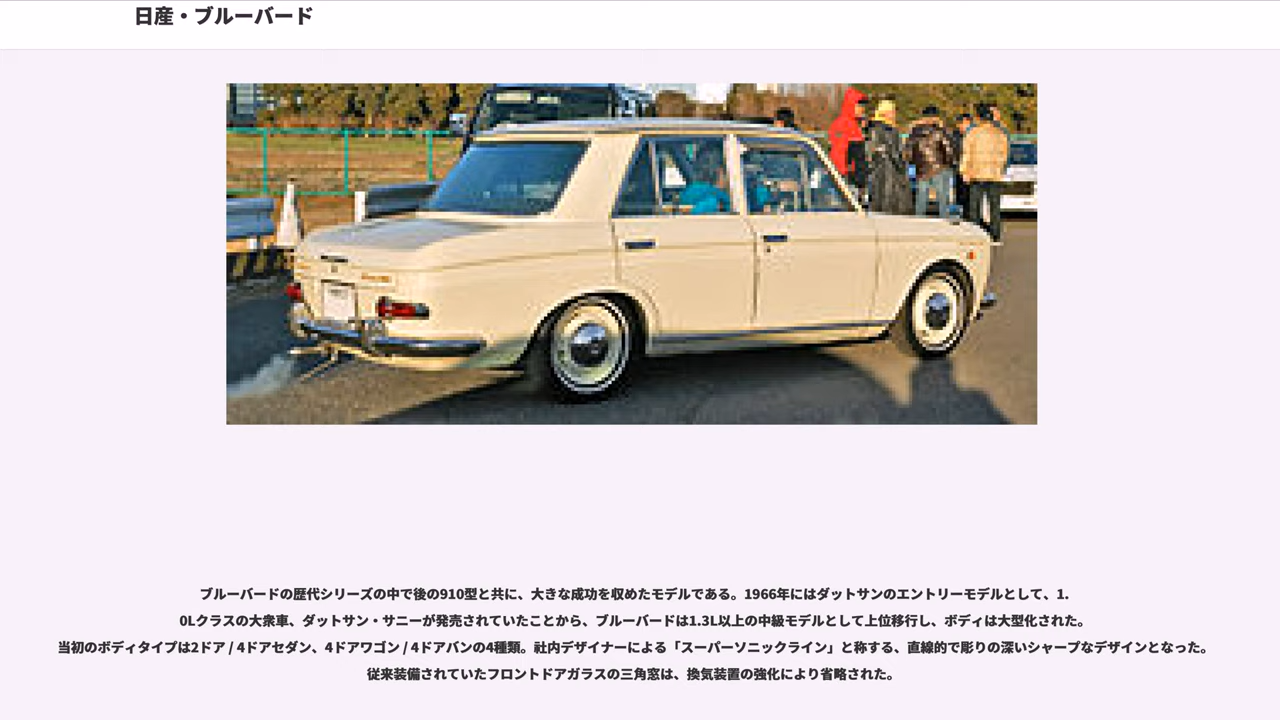 日産・ブルーバード
ブルーバードの歴代シリーズの中で後の910型と共に、大きな成功を収めたモデルである。1966年にはダットサンのエントリーモデルとして、1.
0Lクラスの大衆車、ダットサン・サニーが発売されていたことから、ブルーバードは1.3L以上の中級モデルとして上位移行し、ボディは大型化された。
当初のボディタイプは2ドア / 4ドアセダン、4ドアワゴン / 4ドアバンの4種類。社内デザイナーによる「スーパーソニックライン」と称する、直線的で彫りの深いシャープなデザインとなった。
従来装備されていたフロントドアガラスの三角窓は、換気装置の強化により省略された。